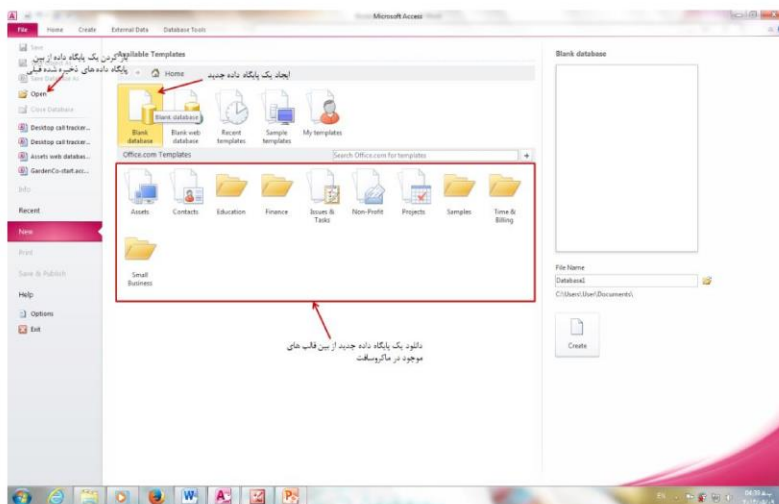 Microsoft Access
File Home Create External Data Database Tools
Save
Save Database As
Open
Close Database
Desktop call tracker...
Desktop call tracker...
Assets web databas...
GardenCo-start.acc...
Info
Recent
New
Print
Save & Publish
Help
Options
Exit
باز کردن یک پایگاه داده از بین
پایگاه داده های ذخیره شده قبلی
Available Templates
Home
ایجاد یک پایگاه داده جدید
Blank database
Blank database
Blank web database
Recent templates
Sample templates
My templates
Office.com Templates
Search Office.com for templates
Assets
Contacts
Education
Finance
Issues & Tasks
Non-Profit
Projects
Samples
Time & Billing
Small Business
دانلود یک پایگاه داده جدید از بین قالب های
موجود در ماکروسافت
Blank database
File Name
Database1
C:\Users\User\Documents\
Create
EN